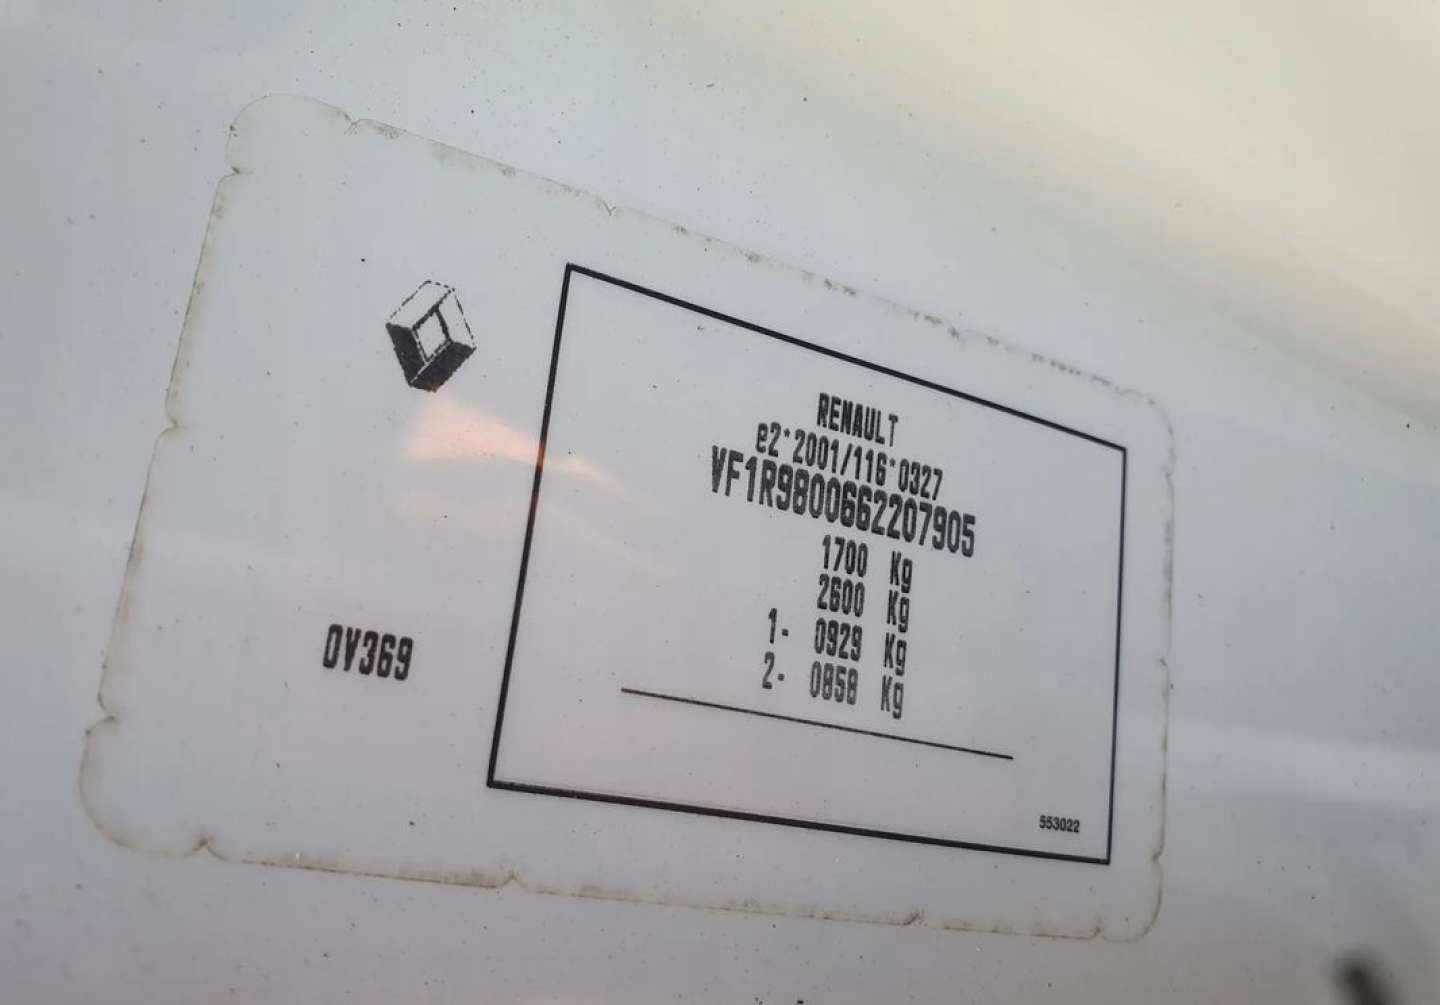 RENAULT
e2*2001/116*0327
VF1R9800662207905
1700 Kg
2600 Kg
1- 0929 Kg
2- 0858 Kg
0V369
553022